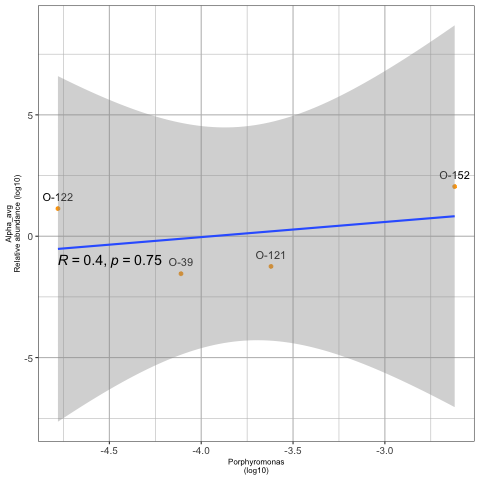 Alpha_avg
Relative abundance (log10)
5
0
-5
O-152
O-122
O-121
R = 0.4, p = 0.75 O-39
-4.5 -4.0 -3.5 -3.0
Porphyromonas
(log10)